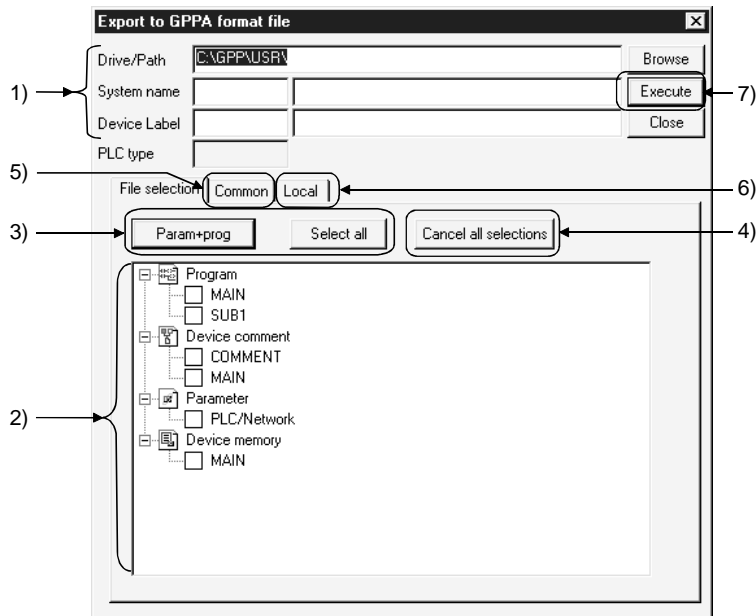 Export to GPPA format file
Drive/Path C:\GPP\USR\ Browse
1) System name Execute 7)
Device Label Close
PLC type
5) 6)
File selection Common Local
3) Param+prog Select all Cancel all selections 4)
Program
MAIN
SUB1
Device comment
COMMENT
MAIN
Parameter
2) PLC/Network
Device memory
MAIN